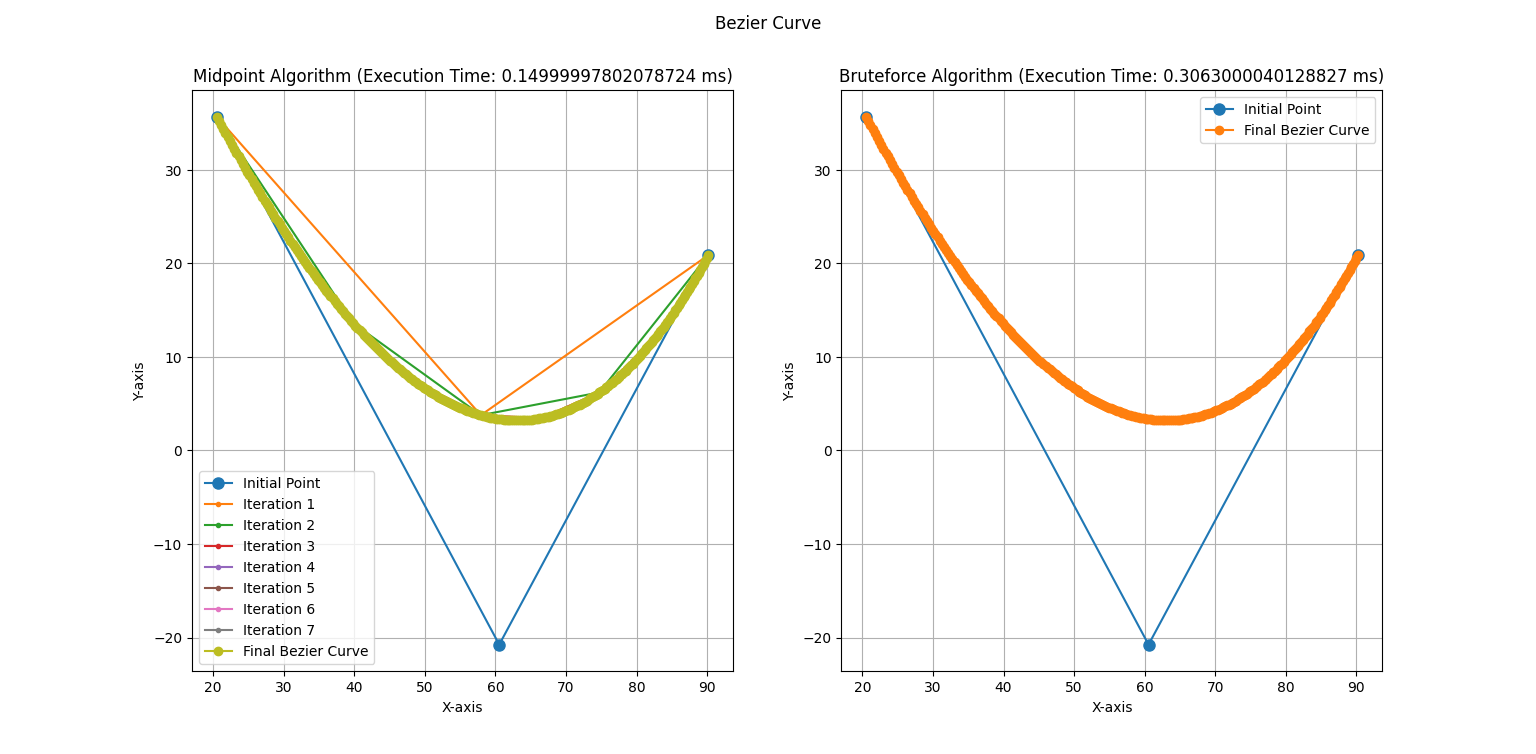 Bezier Curve
Midpoint Algorithm (Execution Time: 0.14999997802078724 ms)
Y-axis
30
20
10
0
−10
−20
Initial Point
Iteration 1
Iteration 2
Iteration 3
Iteration 4
Iteration 5
Iteration 6
Iteration 7
Final Bezier Curve
20 30 40 50 60 70 80 90
X-axis
Bruteforce Algorithm (Execution Time: 0.3063000040128827 ms)
Initial Point
Final Bezier Curve
Y-axis
30
20
10
0
−10
−20
20 30 40 50 60 70 80 90
X-axis